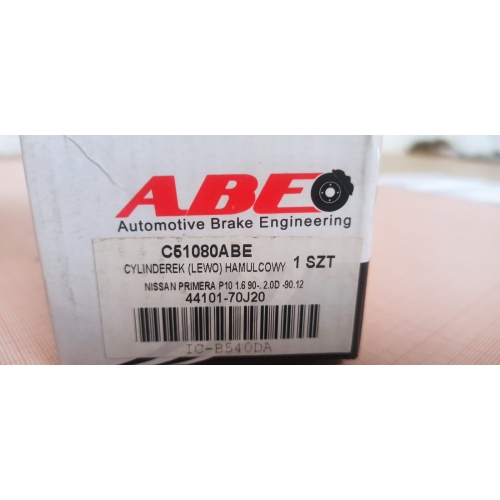 ABE
Automotive Brake Engineering
C51080ABE
CYLINDEREK (LEWO) HAMULCOWY 1 SZT
NISSAN PRIMERA P10 1.6 90-. 2.0D -90.12
44101-70J20
IC-B540DA